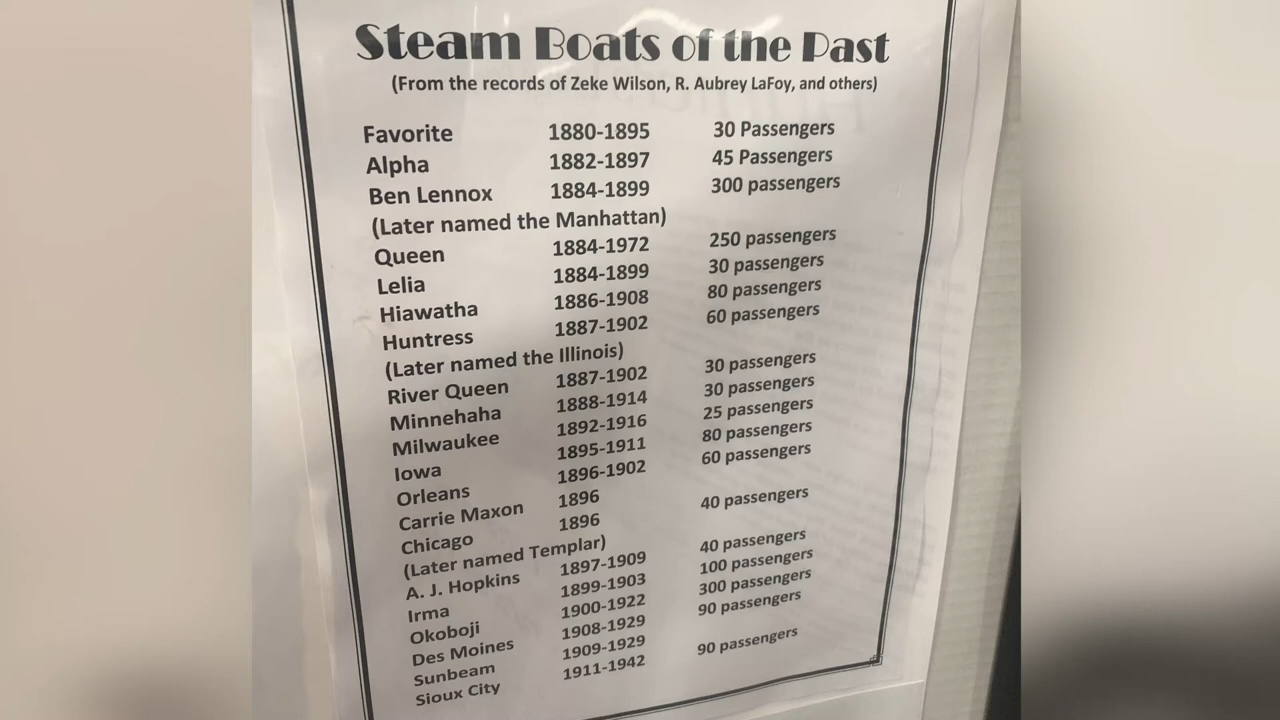 Steam Boats of the Past
(From the records of Zeke Wilson, R. Aubrey LaFoy, and others)
Favorite 1880-1895 30 Passengers
Alpha 1882-1897 45 Passengers
Ben Lennox 1884-1899 300 passengers
(Later named the Manhattan)
Queen 1884-1972 250 passengers
Lelia 1884-1899 30 passengers
Hiawatha 1886-1908 80 passengers
Huntress 1887-1902 60 passengers
(Later named the Illinois)
River Queen 1887-1902 30 passengers
Minnehaha 1888-1914 30 passengers
Milwaukee 1892-1916 25 passengers
Iowa 1895-1911 80 passengers
Orleans 1896-1902 60 passengers
Carrie Maxon 1896
Chicago 1896 40 passengers
(Later named Templar)
A. J. Hopkins 1897-1909 40 passengers
Irma 1899-1903 100 passengers
Okoboji 1900-1922 300 passengers
Des Moines 1908-1929 90 passengers
Sunbeam 1909-1929
Sioux City 1911-1942 90 passengers